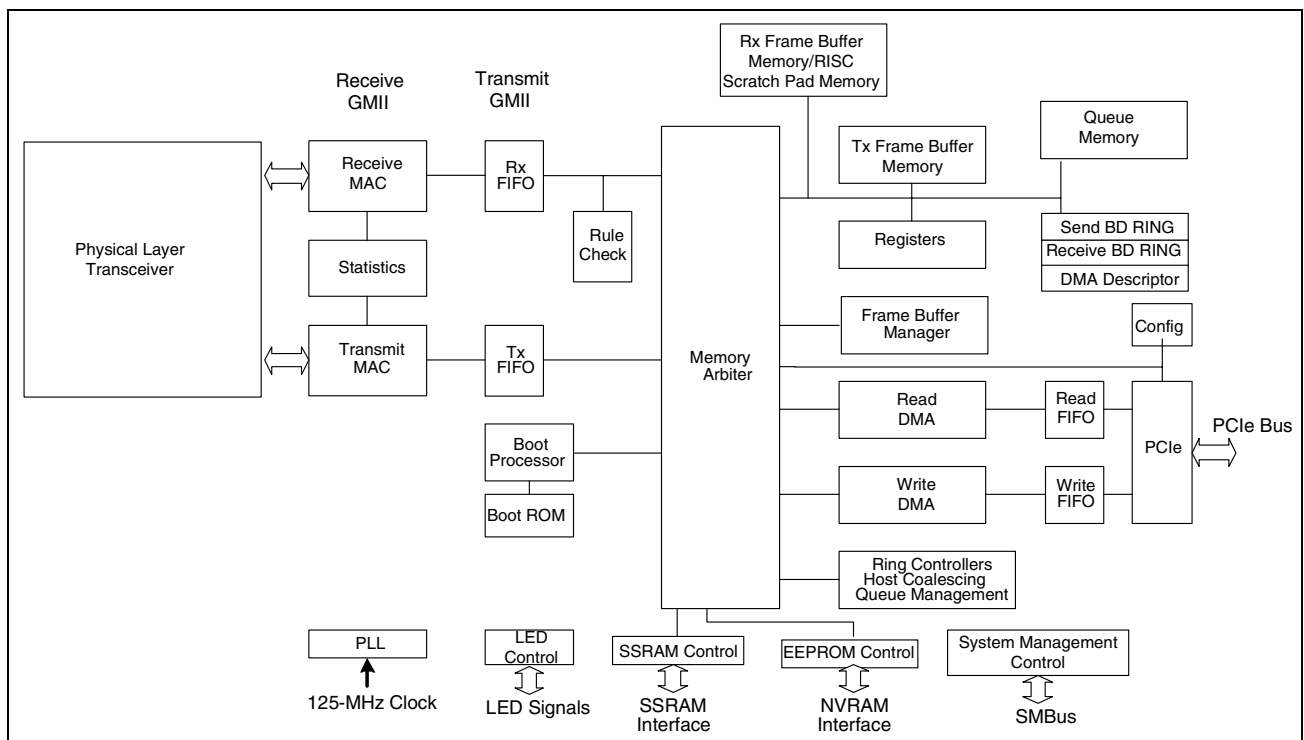 Rx Frame Buffer
Memory/RISC
Scratch Pad Memory
Receive
GMII
Transmit
GMII
Queue
Memory
Receive
MAC
Rx
FIFO
Tx Frame Buffer
Memory
Physical Layer
Transceiver
Statistics
Rule
Check
Registers
Send BD RING
Receive BD RING
DMA Descriptor
Transmit
MAC
Tx
FIFO
Memory
Arbiter
Frame Buffer
Manager
Config
Read
DMA
Read
FIFO
PCIe
PCIe Bus
Boot
Processor
Boot ROM
Write
DMA
Write
FIFO
Ring Controllers
Host Coalescing
Queue Management
PLL
LED
Control
SSRAM Control
EEPROM Control
System Management
Control
125-MHz Clock
LED Signals
SSRAM
Interface
NVRAM
Interface
SMBus